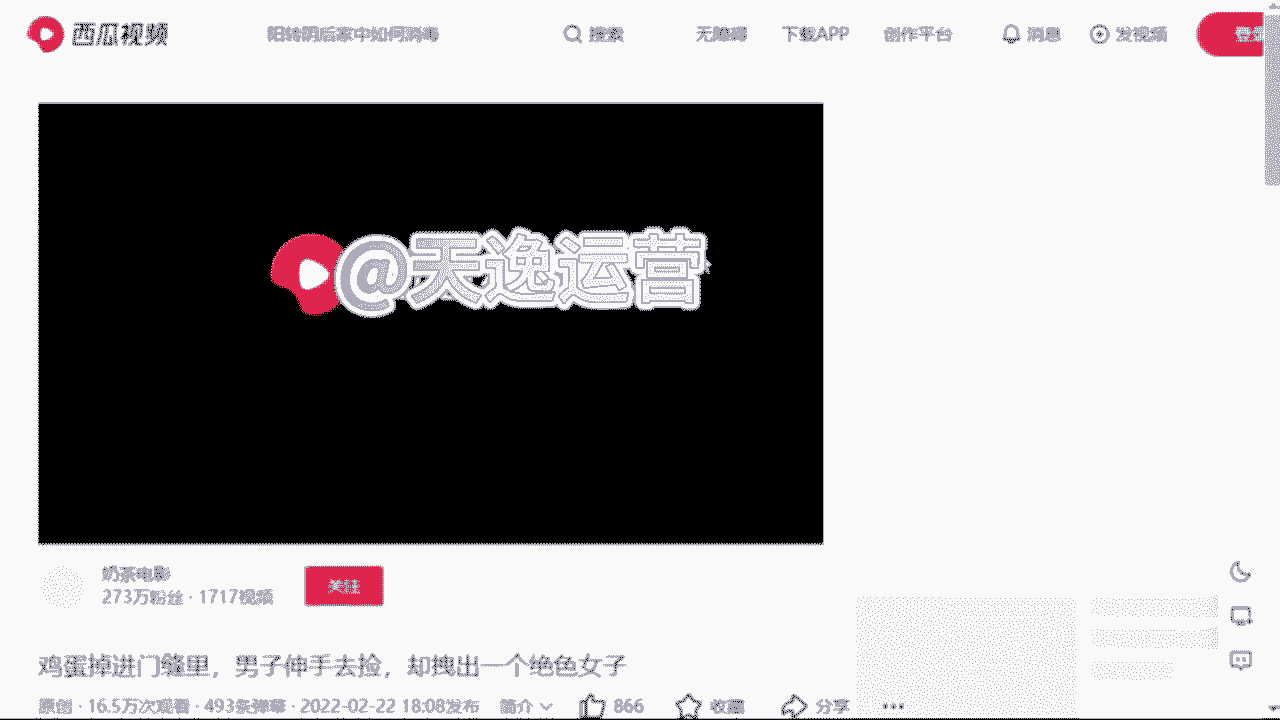 西瓜视频
阳转阴后家中如何消毒
搜索
无障碍
下载APP
创作平台
消息
发视频
@天逸运营
奶茶电影
273万粉丝 · 1717视频
关注
鸡蛋掉进门缝里，男子伸手去捡，却拽出一个绝色女子
原创 · 16.5万次观看 · 493条弹幕 · 2022-02-22 18:08发布
简介
866
收藏
分享